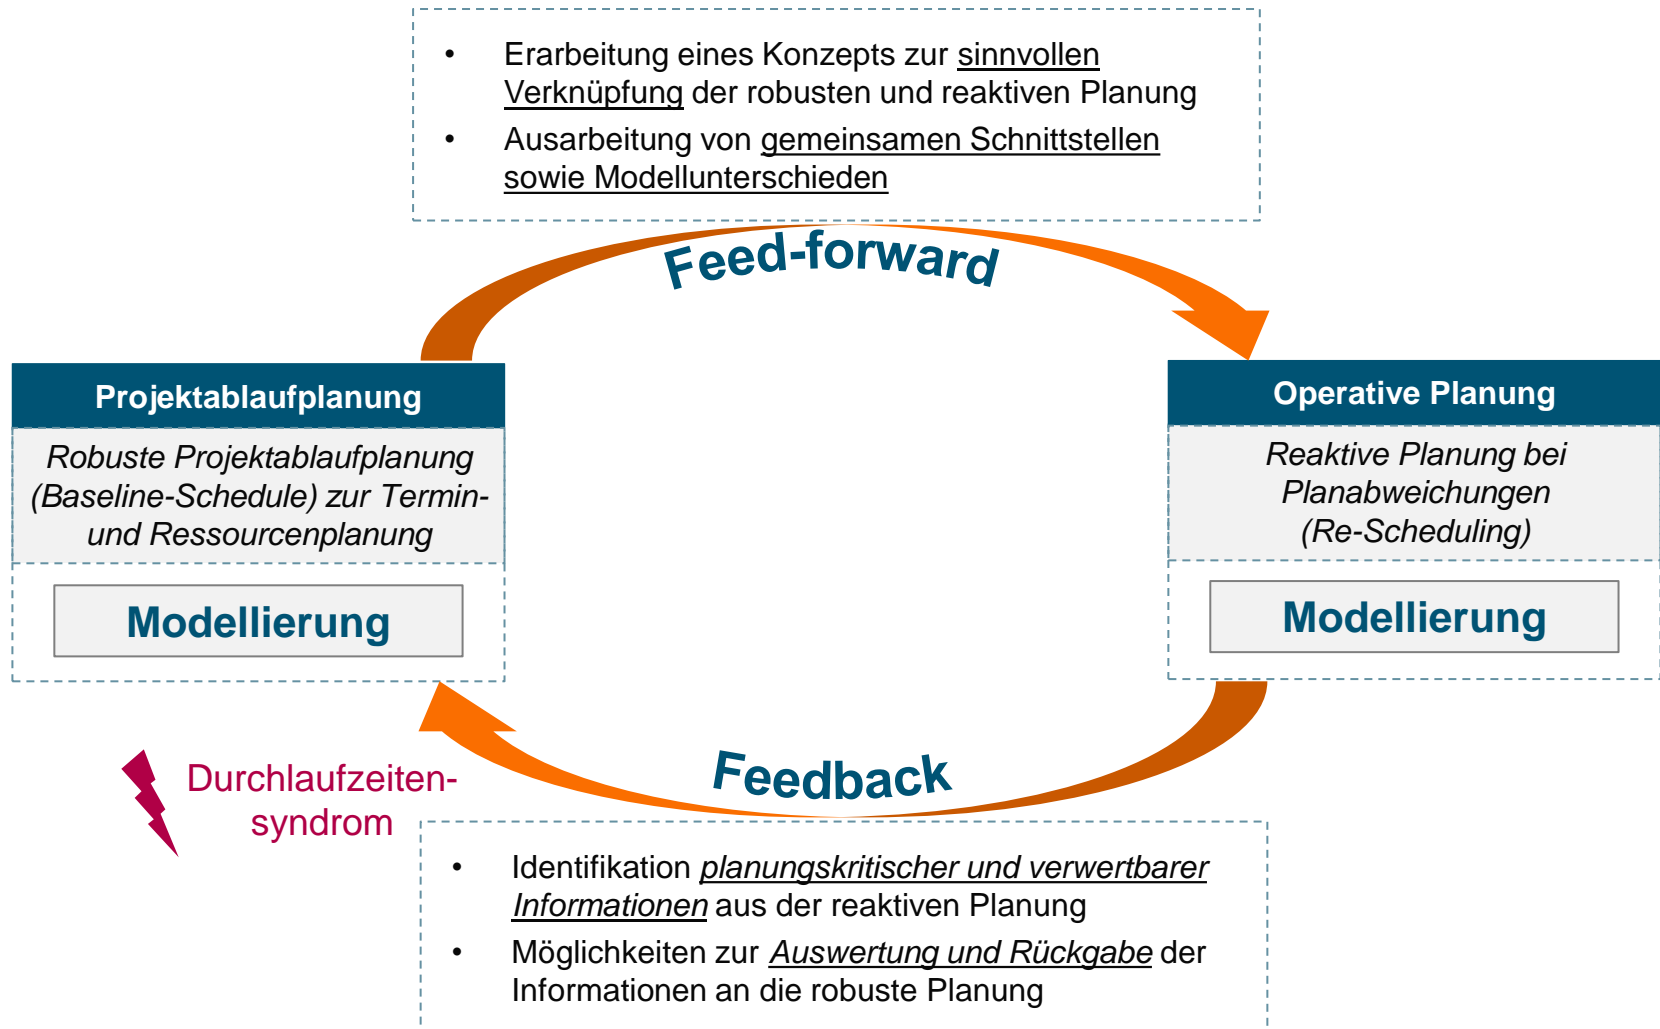 • Erarbeitung eines Konzepts zur sinnvollen
Verknüpfung der robusten und reaktiven Planung
• Ausarbeitung von gemeinsamen Schnittstellen
sowie Modellunterschieden
Feed-forward
Projektablaufplanung
Robuste Projektablaufplanung
(Baseline-Schedule) zur Termin-
und Ressourcenplanung
Modellierung
Operative Planung
Reaktive Planung bei
Planabweichungen
(Re-Scheduling)
Modellierung
Feedback
Durchlaufzeiten-
syndrom
• Identifikation planungskritischer und verwertbarer
Informationen aus der reaktiven Planung
• Möglichkeiten zur Auswertung und Rückgabe der
Informationen an die robuste Planung